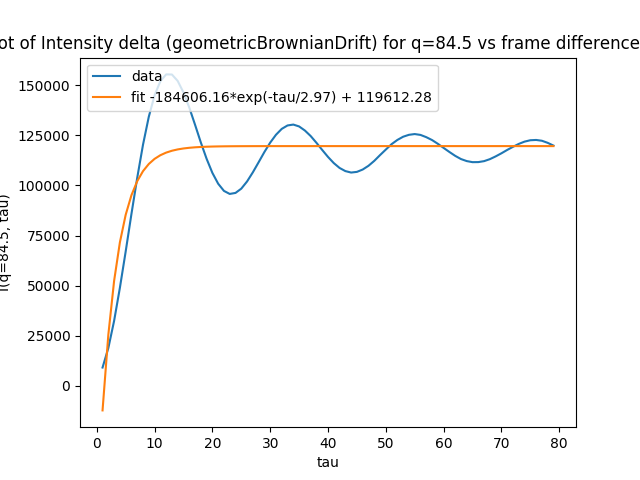 ot of Intensity delta (geometricBrownianDrift) for q=84.5 vs frame difference
data
fit -184606.16*exp(-tau/2.97) + 119612.28
150000
125000
100000
75000
50000
25000
0
(q=84.5, tau)
0 10 20 30 40 50 60 70 80
tau